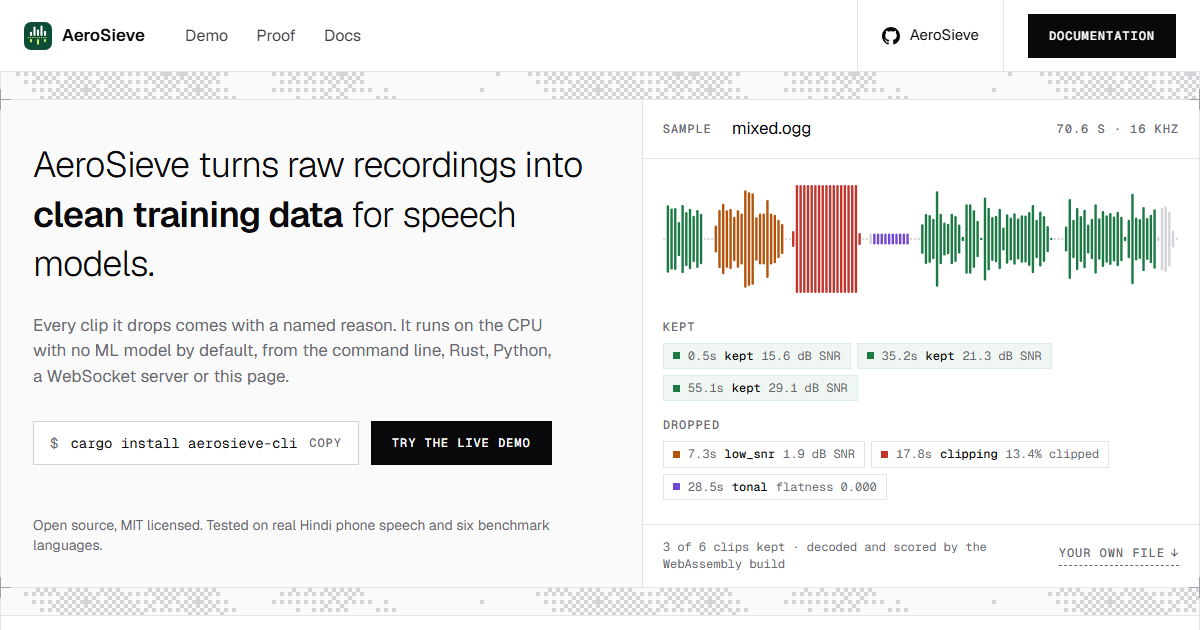 AeroSieve
Demo
Proof
Docs
AeroSieve
DOCUMENTATION
AeroSieve turns raw recordings into
clean training data for speech
models.
Every clip it drops comes with a named reason. It runs on the CPU
with no ML model by default, from the command line, Rust, Python,
a WebSocket server or this page.
$ cargo install aerosieve-cli COPY
TRY THE LIVE DEMO
Open source, MIT licensed. Tested on real Hindi phone speech and six benchmark
languages.
SAMPLE mixed.ogg 70.6 S · 16 KHZ
KEPT
0.5s kept 15.6 dB SNR
35.2s kept 21.3 dB SNR
55.1s kept 29.1 dB SNR
DROPPED
7.3s low_snr 1.9 dB SNR
17.8s clipping 13.4% clipped
28.5s tonal flatness 0.000
3 of 6 clips kept · decoded and scored by the
WebAssembly build
YOUR OWN FILE ↓